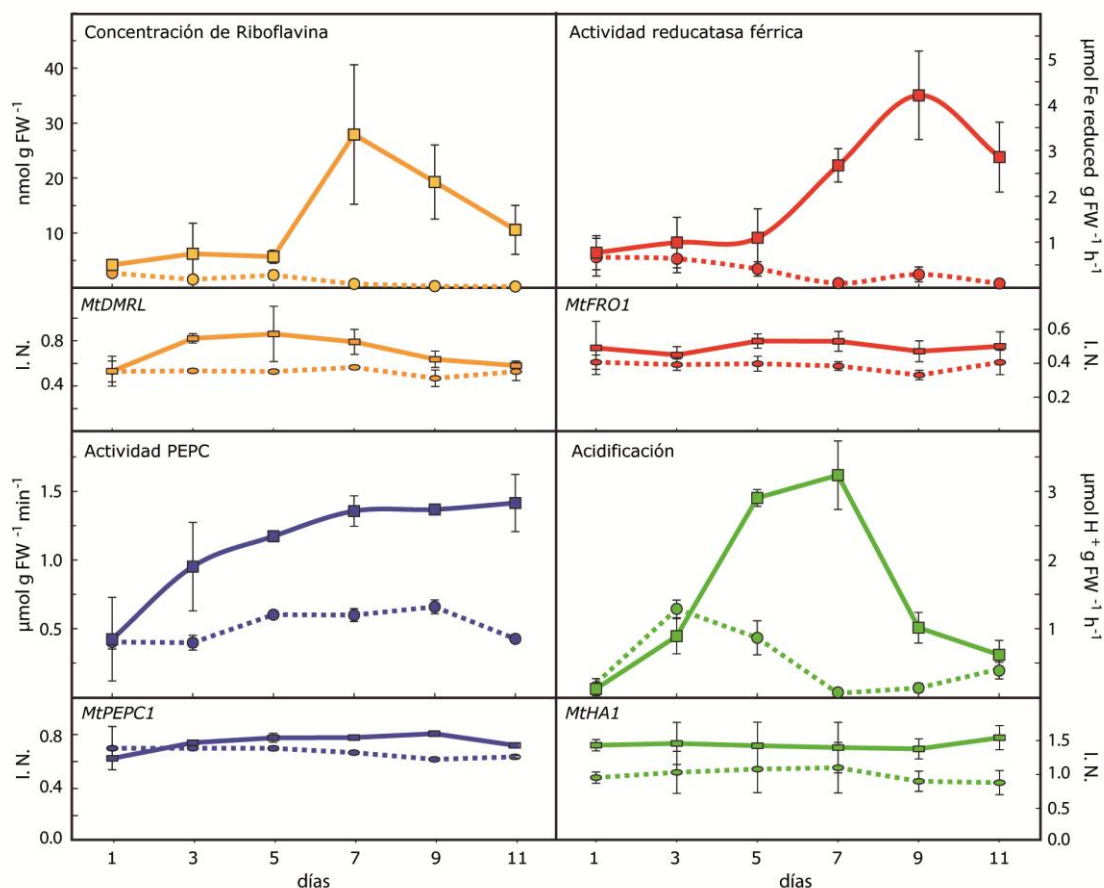 Concentración de Riboflavina
nmol g FW⁻¹
40
30
20
10
Actividad reducatasa férrica
µmol Fe reduced g FW⁻¹ h⁻¹
5
4
3
2
1
MtDMRL
I. N.
0.8
0.4
MtFRO1
I. N.
0.6
0.4
0.2
Actividad PEPC
µmol g FW⁻¹ min⁻¹
1.5
1.0
0.5
Acidificación
µmol H⁺ g FW⁻¹ h⁻¹
3
2
1
MtPEPC1
I. N.
0.8
0.4
0.0
MtHA1
I. N.
1.5
1.0
0.5
0.0
1 3 5 7 9 11
días
1 3 5 7 9 11
días